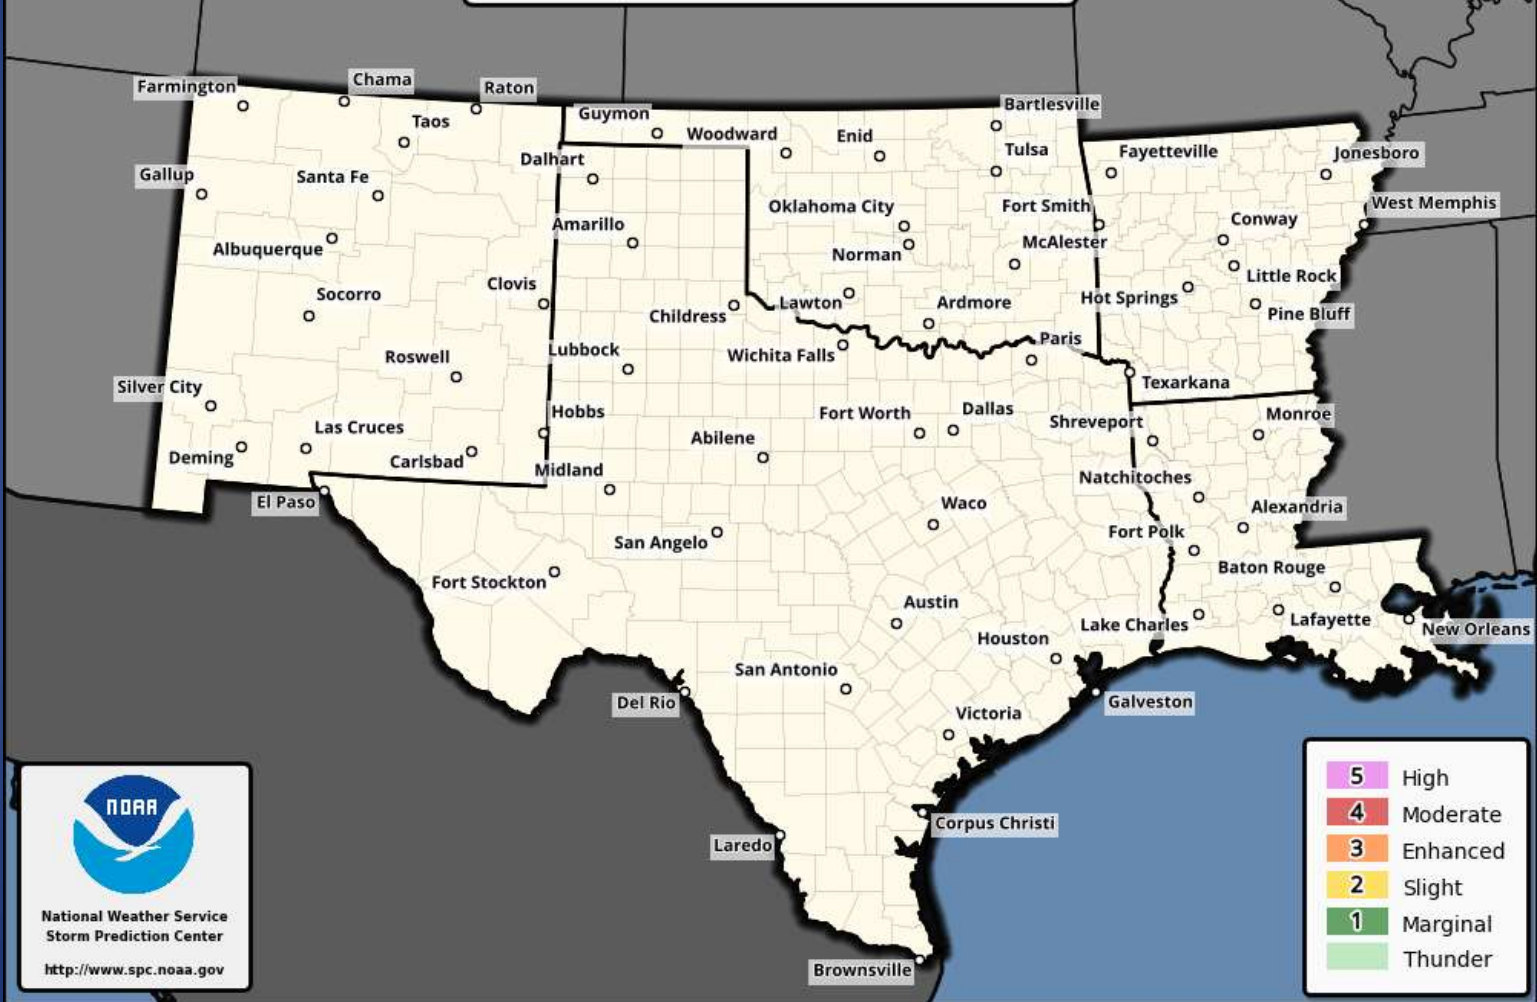 Farmington
Chama
Raton
Taos
Guymon
Woodward
Enid
Bartlesville
Tulsa
Fayetteville
Jonesboro
Gallup
Santa Fe
Dalhart
Amarillo
Oklahoma City
Fort Smith
West Memphis
Conway
Albuquerque
Norman
McAlester
Little Rock
Socorro
Clovis
Childress
Lawton
Ardmore
Hot Springs
Pine Bluff
Roswell
Lubbock
Wichita Falls
Paris
Texarkana
Silver City
Hobbs
Fort Worth
Dallas
Shreveport
Monroe
Las Cruces
Abilene
Deming
Carlsbad
Midland
Natchitoches
El Paso
Waco
Alexandria
San Angelo
Fort Polk
Fort Stockton
Baton Rouge
Austin
Houston
Lake Charles
Lafayette
New Orleans
San Antonio
Del Rio
Galveston
Victoria
Corpus Christi
Laredo
Brownsville
NOAA
National Weather Service
Storm Prediction Center
http://www.spc.noaa.gov
5 High
4 Moderate
3 Enhanced
2 Slight
1 Marginal
Thunder